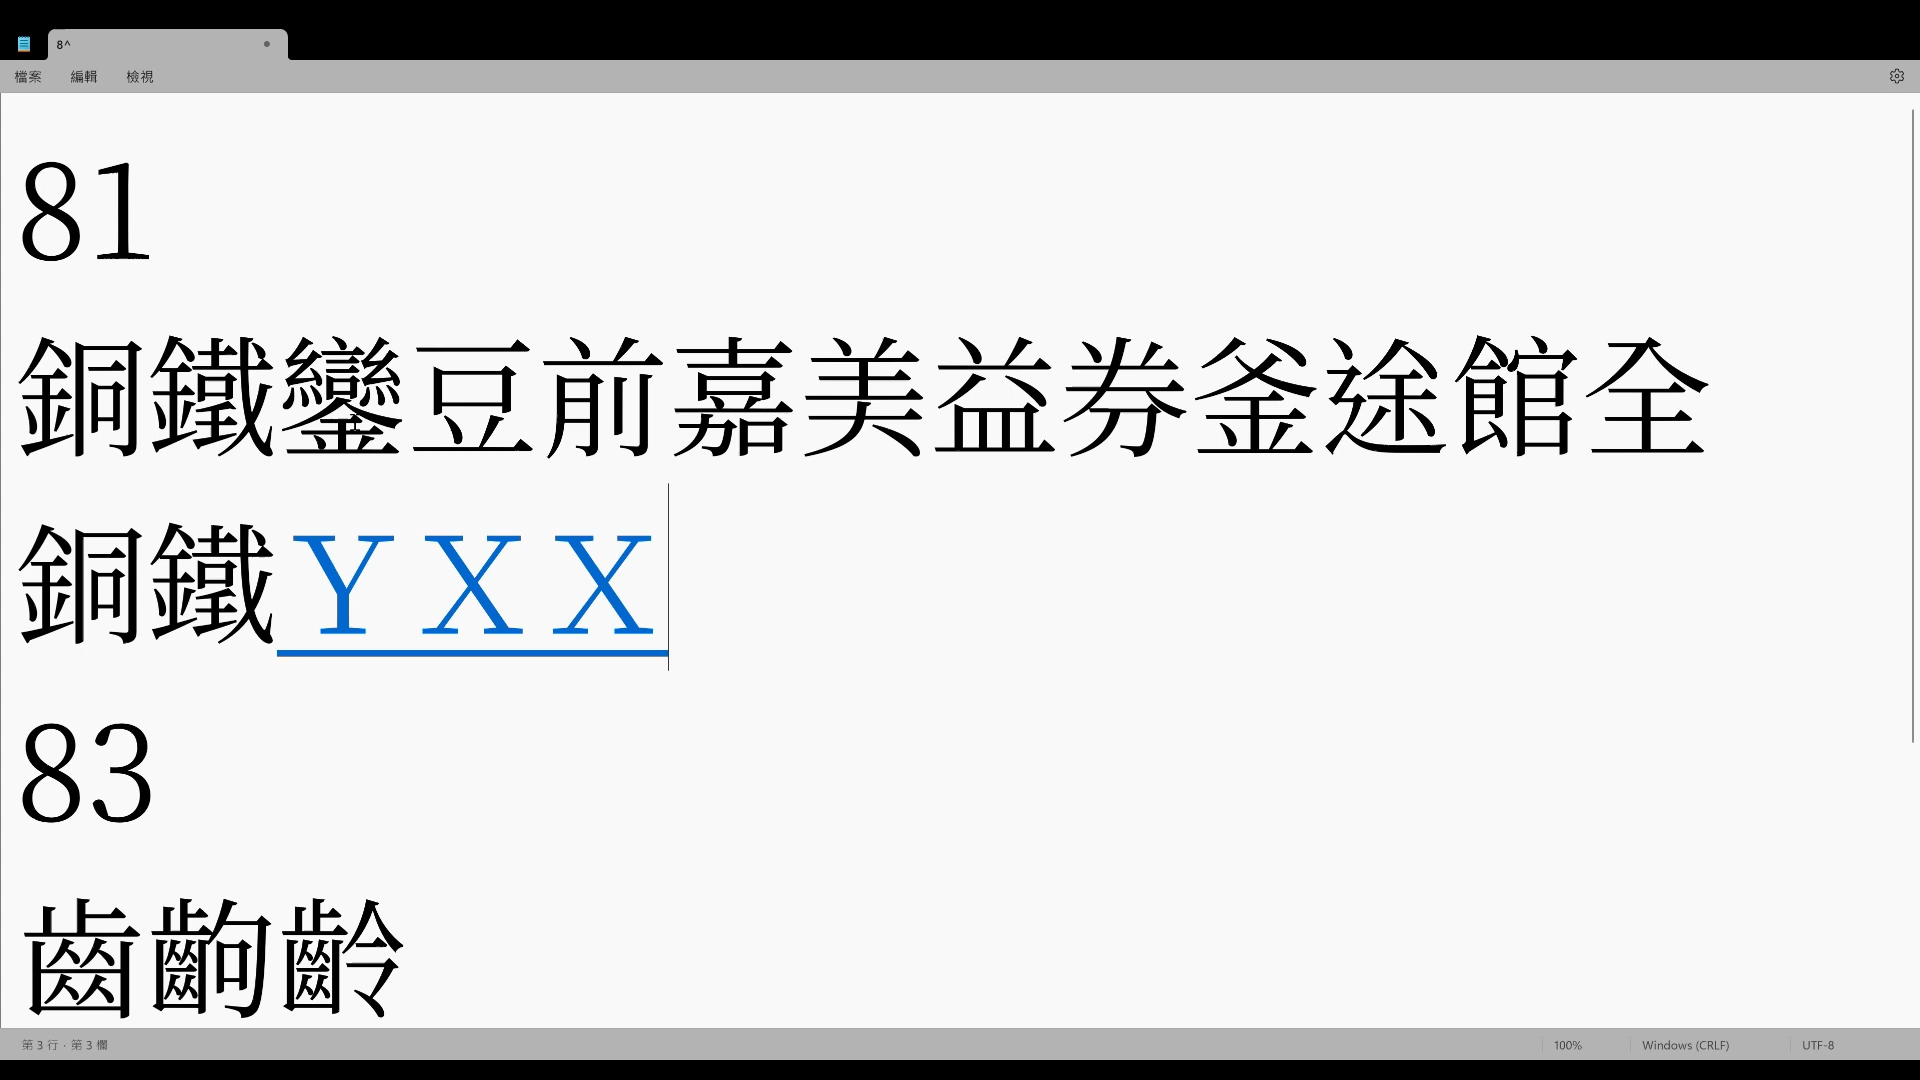 8^
檔案 編輯 檢視
81
銅鐵鑾豆前嘉美益券釜途館全
銅鐵ＹＸＸ
83
齒齣齡
第 3 行，第 3 欄 100% Windows (CRLF) UTF-8